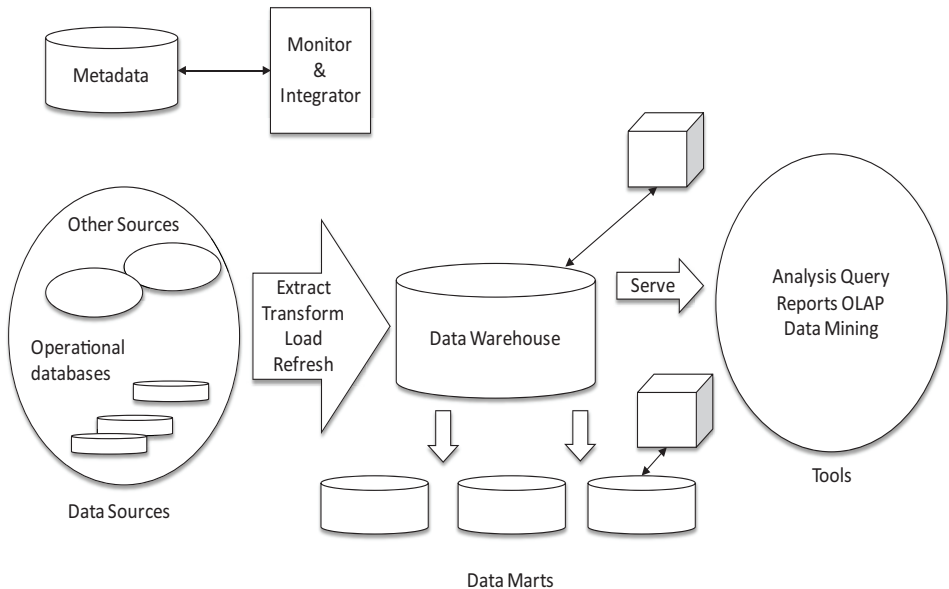 Metadata
Monitor
&
Integrator
Other Sources
Operational
databases
Data Sources
Extract
Transform
Load
Refresh
Data Warehouse
Serve
Analysis Query
Reports OLAP
Data Mining
Tools
Data Marts